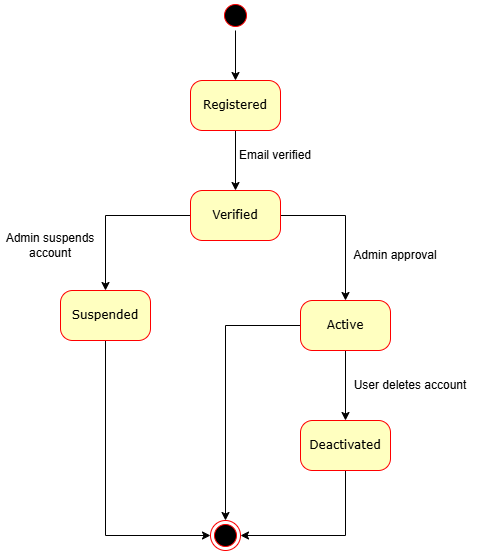 Registered
Email verified
Verified
Admin suspends
account
Admin approval
Suspended
Active
User deletes account
Deactivated